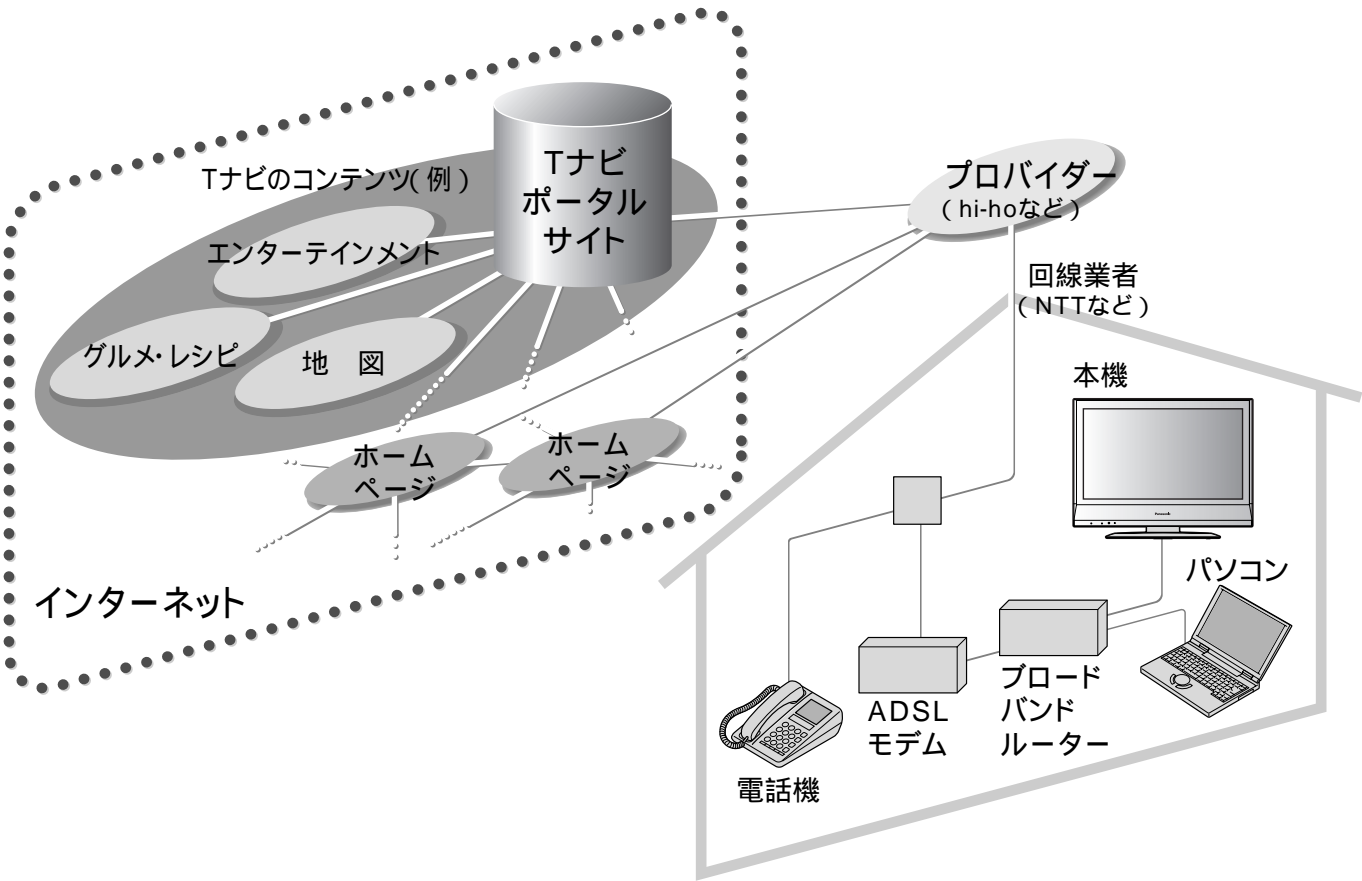 Tナビのコンテンツ(例)
Tナビ
ポータル
サイト
エンターテインメント
グルメ・レシピ
地　図
ホーム
ページ
ホーム
ページ
インターネット
プロバイダー
(hi-hoなど)
回線業者
(NTTなど)
本機
Panasonic
パソコン
ブロード
バンド
ルーター
ADSL
モデム
電話機